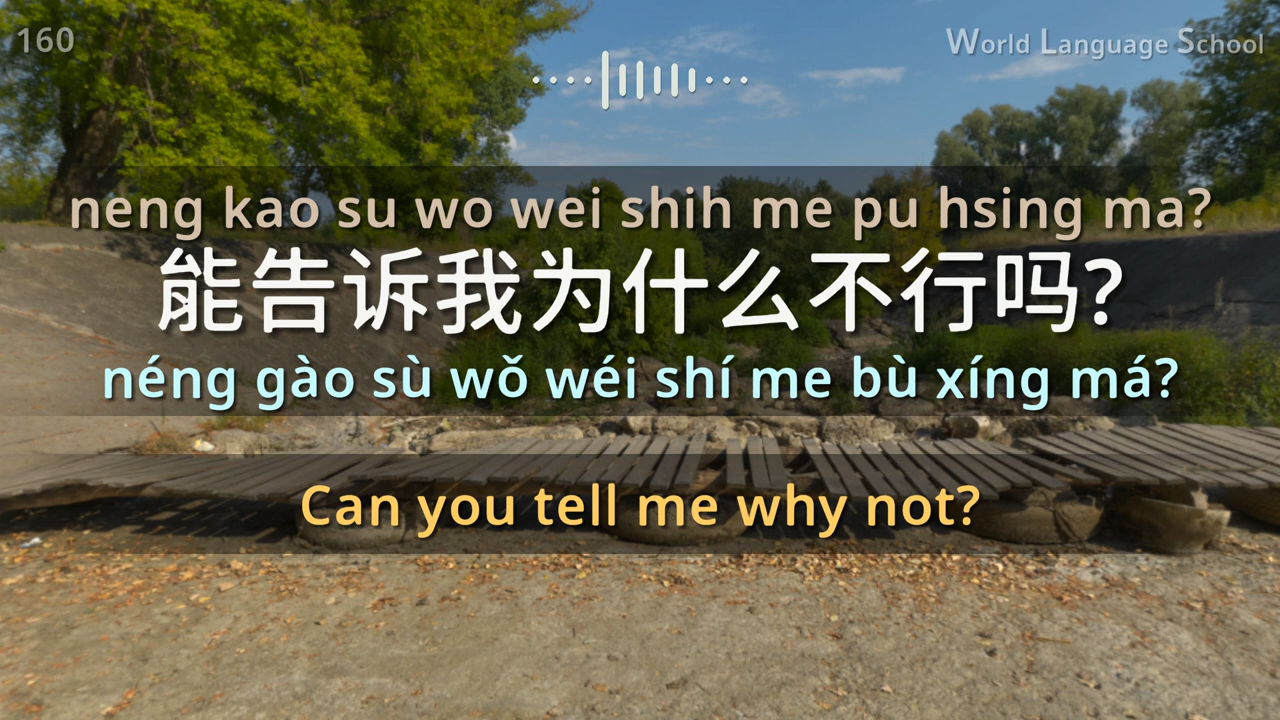 160
World Language School
neng kao su wo wei shih me pu hsing ma?
能告诉我为什么不行吗?
néng gào sù wǒ wéi shí me bù xíng má?
Can you tell me why not?